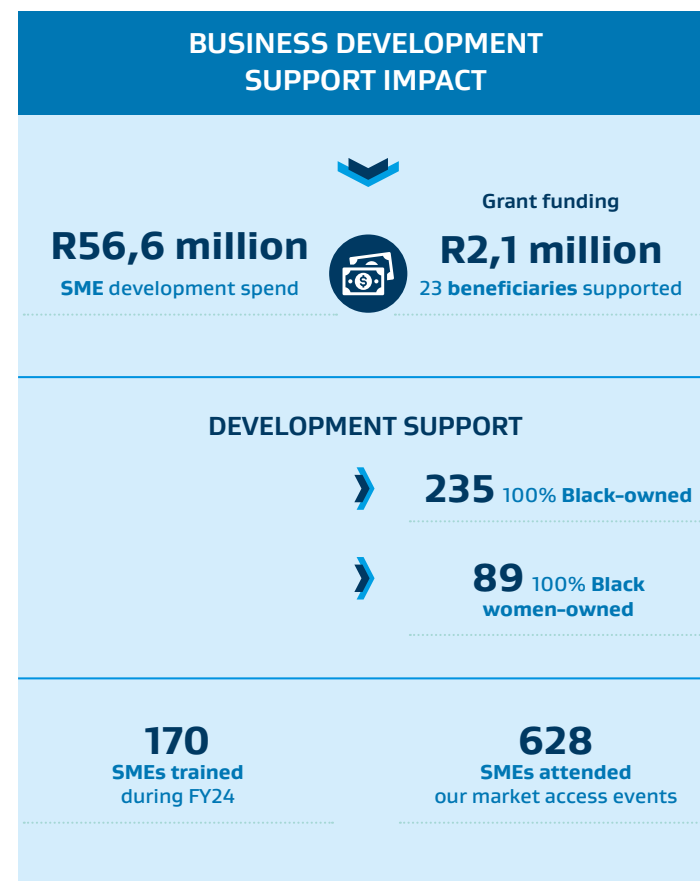 BUSINESS DEVELOPMENT
SUPPORT IMPACT
R56,6 million
SME development spend
Grant funding
R2,1 million
23 beneficiaries supported
DEVELOPMENT SUPPORT
235 100% Black-owned
89 100% Black
women-owned
170
SMEs trained
during FY24
628
SMEs attended
our market access events